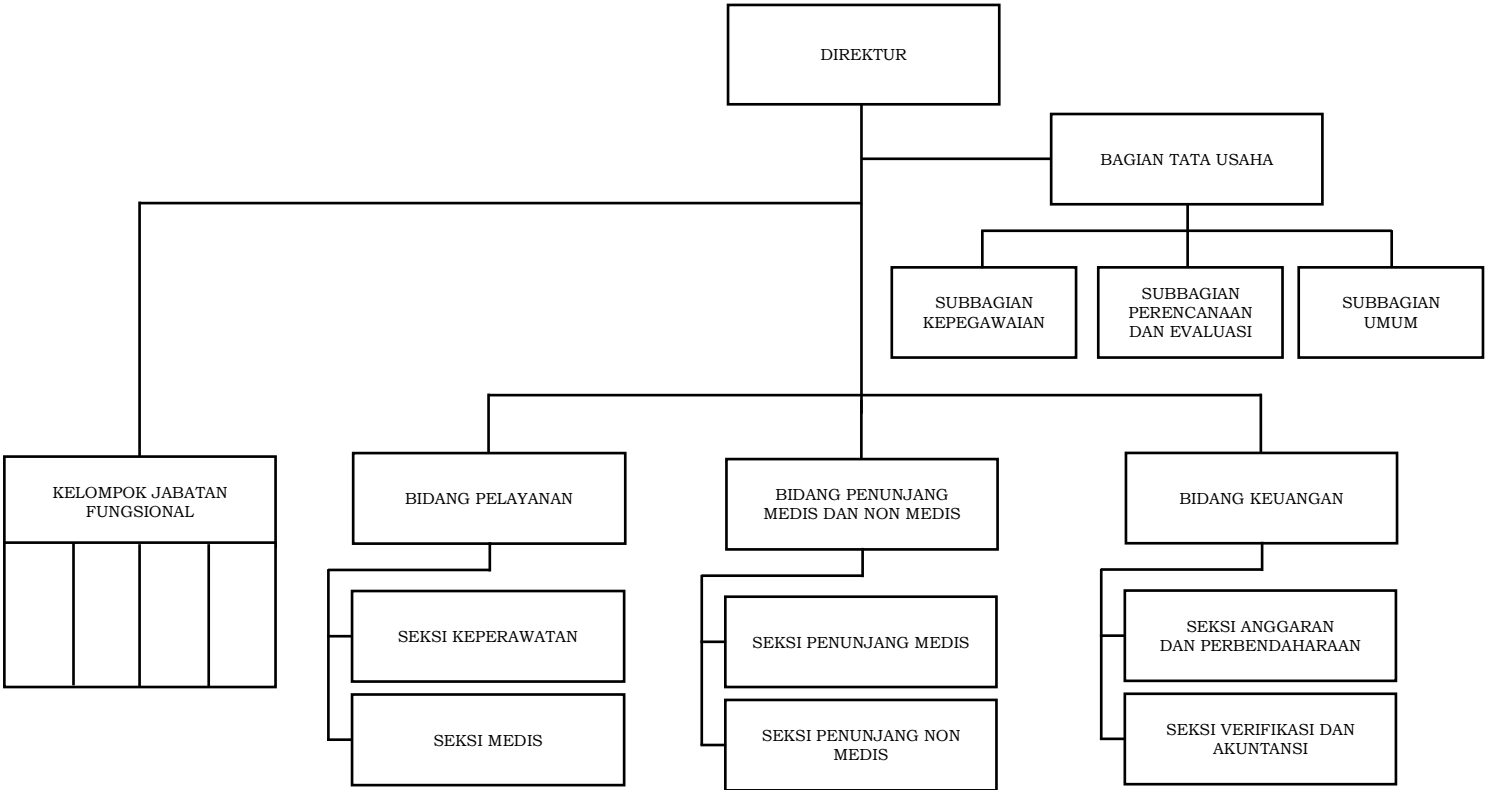 DIREKTUR
BAGIAN TATA USAHA
SUBBAGIAN
KEPEGAWAIAN
SUBBAGIAN
PERENCANAAN
DAN EVALUASI
SUBBAGIAN
UMUM
KELOMPOK JABATAN
FUNGSIONAL
BIDANG PELAYANAN
BIDANG PENUNJANG
MEDIS DAN NON MEDIS
BIDANG KEUANGAN
SEKSI KEPERAWATAN
SEKSI MEDIS
SEKSI PENUNJANG MEDIS
SEKSI PENUNJANG NON
MEDIS
SEKSI ANGGARAN
DAN PERBENDAHARAAN
SEKSI VERIFIKASI DAN
AKUNTANSI